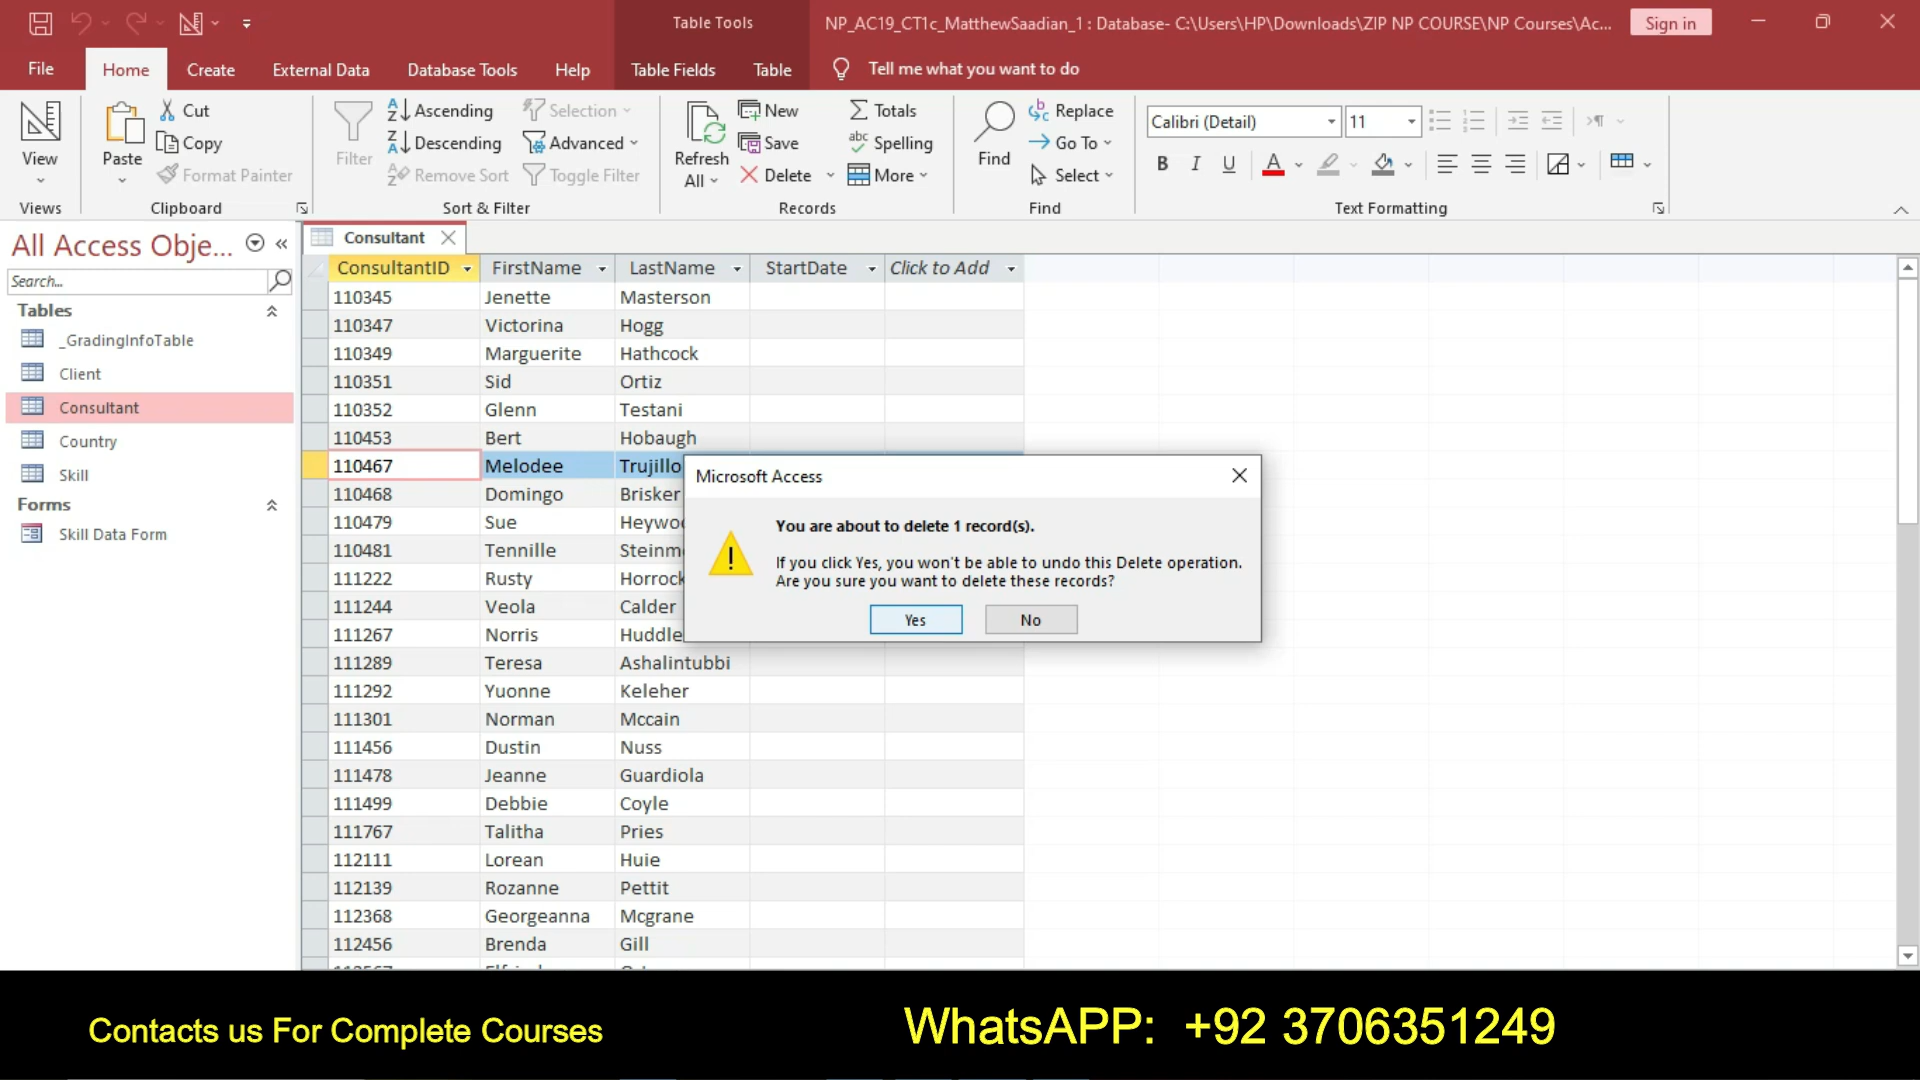 Table Tools
NP_AC19_CT1c_MatthewSaadian_1 : Database- C:\Users\HP\Downloads\ZIP NP COURSE\NP Courses\Ac...
Sign in
File
Home
Create
External Data
Database Tools
Help
Table Fields
Table
Tell me what you want to do
View
Views
Paste
Cut
Copy
Format Painter
Clipboard
Filter
Ascending
Descending
Remove Sort
Selection
Advanced
Toggle Filter
Sort & Filter
Refresh
All
New
Save
Delete
Totals
Spelling
More
Records
Find
Replace
Go To
Select
Find
Calibri (Detail)
11
B I U
Text Formatting
All Access Obje...
Search...
Tables
_GradingInfoTable
Client
Consultant
Country
Skill
Forms
Skill Data Form
Consultant
ConsultantID FirstName LastName StartDate Click to Add
110345 Jenette Masterson
110347 Victorina Hogg
110349 Marguerite Hathcock
110351 Sid Ortiz
110352 Glenn Testani
110453 Bert Hobaugh
110467 Melodee Trujillo
110468 Domingo Brisker
110479 Sue
110481 Tennille
111222 Rusty
111244 Veola Calder
111267 Norris
111289 Teresa Ashalintubbi
111292 Yuonne Keleher
111301 Norman Mccain
111456 Dustin Nuss
111478 Jeanne Guardiola
111499 Debbie Coyle
111767 Talitha Pries
112111 Lorean Huie
112139 Rozanne Pettit
112368 Georgeanna Mcgrane
112456 Brenda Gill
Microsoft Access
You are about to delete 1 record(s).
If you click Yes, you won't be able to undo this Delete operation.
Are you sure you want to delete these records?
Yes
No
Contacts us For Complete Courses
WhatsAPP: +92 3706351249